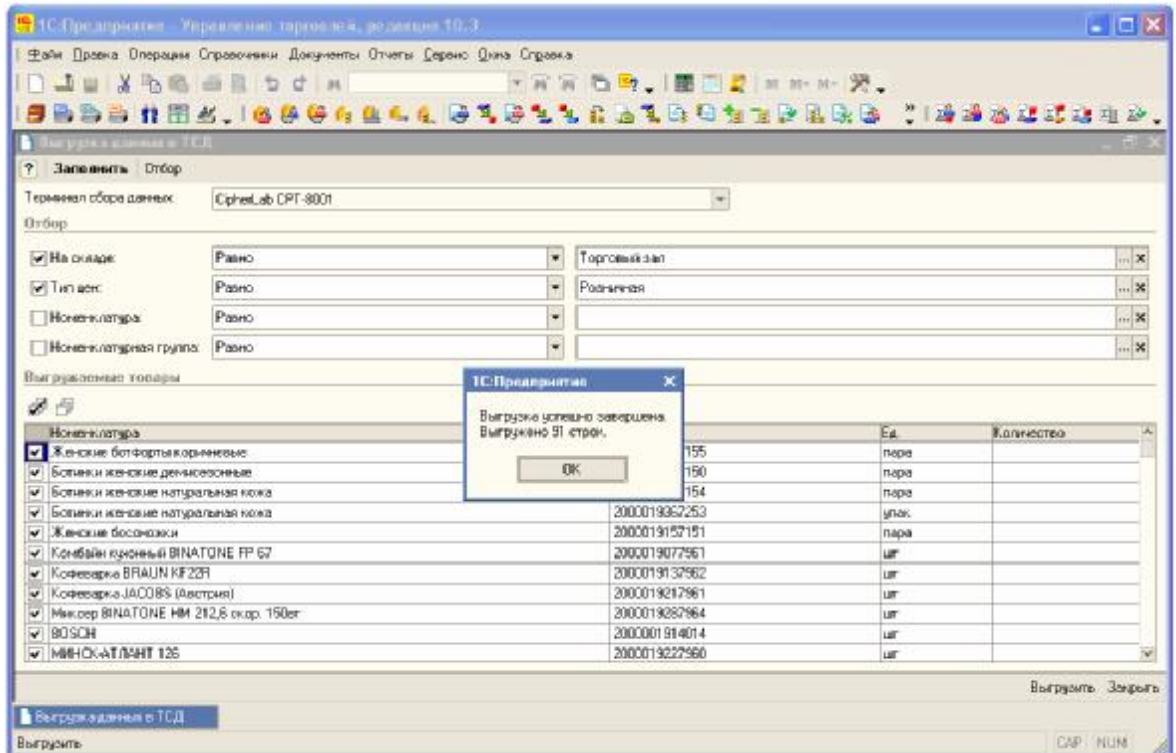 1С:Предприятие - Управление торговлей, редакция 10.3
Файл Правка Операции Справочники Документы Отчеты Сервис Окна Справка
M M+ M-
Выгрузка данных в ТСД
? Заполнить Отбор
Терминал сбора данных: CipherLab CPT-8001
Отбор
На складе: Равно Торговый зал
Тип цен: Равно Розничная
Номенклатура: Равно
Номенклатурная группа: Равно
Выгружаемые товары
1С:Предприятие
Выгрузка успешно завершена.
Выгружено 91 строк.
OK
Номенклатура Ед. Количество
Женские ботфорты коричневые 155 пара
Ботинки женские демисезонные 150 пара
Ботинки женские натуральная кожа 154 пара
Ботинки женские натуральная кожа 2000019367253 упак
Женские босоножки 2000019157151 пара
Комбайн кухонный BINATONE FP 67 2000019077961 шт
Кофеварка BRAUN KF22R 2000019137962 шт
Кофеварка JACOBS (Австрия) 2000019217961 шт
Миксер BINATONE HM 212,6 скор. 150вт 2000019287964 шт
BOSCH 2000001914014 шт
МИНСК-АТЛАНТ 126 2000019227960 шт
Выгрузить Закрыть
Выгрузка данных в ТСД
Выгрузить CAP NUM